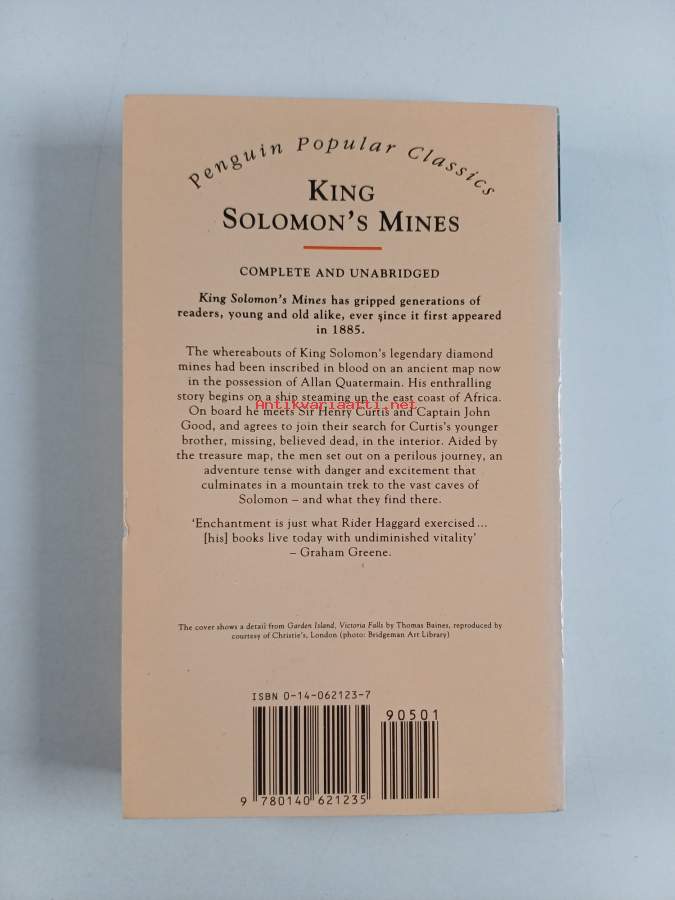 Penguin Popular Classics
KING
SOLOMON'S MINES
COMPLETE AND UNABRIDGED
King Solomon's Mines has gripped generations of
readers, young and old alike, ever since it first appeared
in 1885.
The whereabouts of King Solomon's legendary diamond
mines had been inscribed in blood on an ancient map now
in the possession of Allan Quatermain. His enthralling
story begins on a ship steaming up the east coast of Africa.
Antikvariaatti.net
On board he meets Sir Henry Curtis and Captain John
Good, and agrees to join their search for Curtis's younger
brother, missing, believed dead, in the interior. Aided by
the treasure map, the men set out on a perilous journey, an
adventure tense with danger and excitement that
culminates in a mountain trek to the vast caves of
Solomon – and what they find there.
'Enchantment is just what Rider Haggard exercised ...
[his] books live today with undiminished vitality'
– Graham Greene.
The cover shows a detail from Garden Island, Victoria Falls by Thomas Baines, reproduced by
courtesy of Christie's, London (photo: Bridgeman Art Library)
ISBN 0-14-062123-7
90501
9 780140 621235